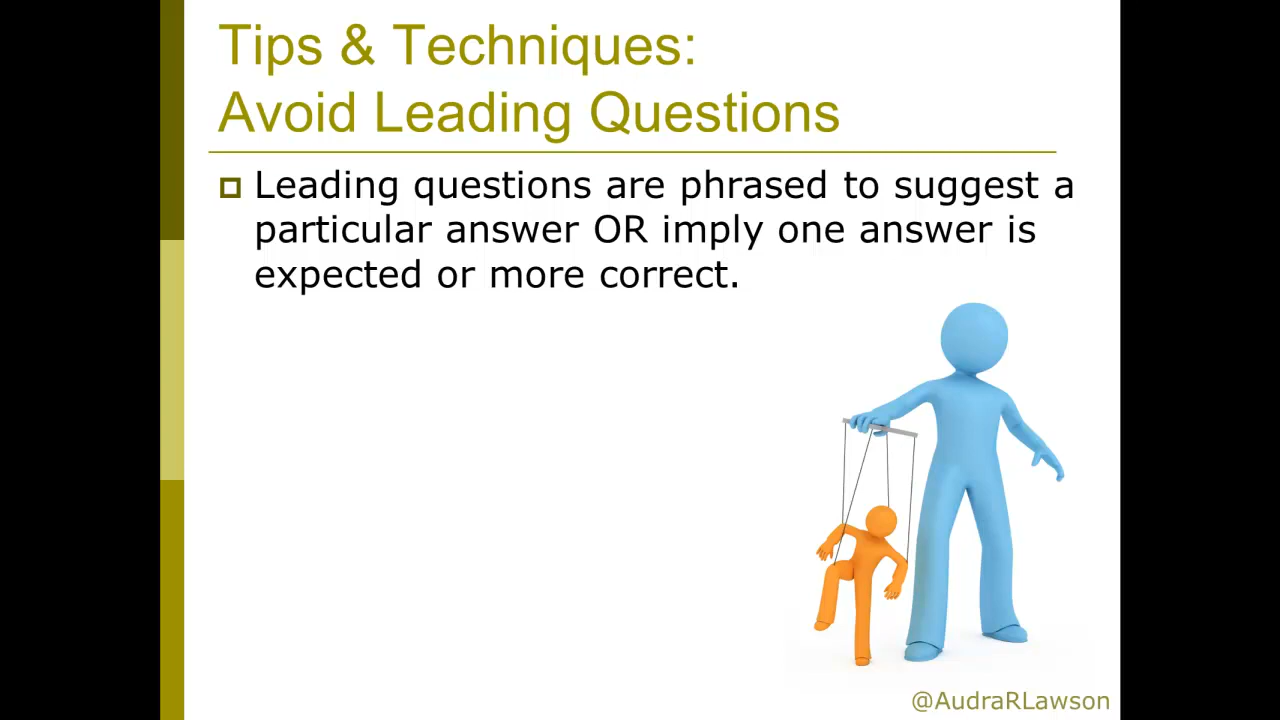 Tips & Techniques:
Avoid Leading Questions
Leading questions are phrased to suggest a
particular answer OR imply one answer is
expected or more correct.
@AudraRLawson